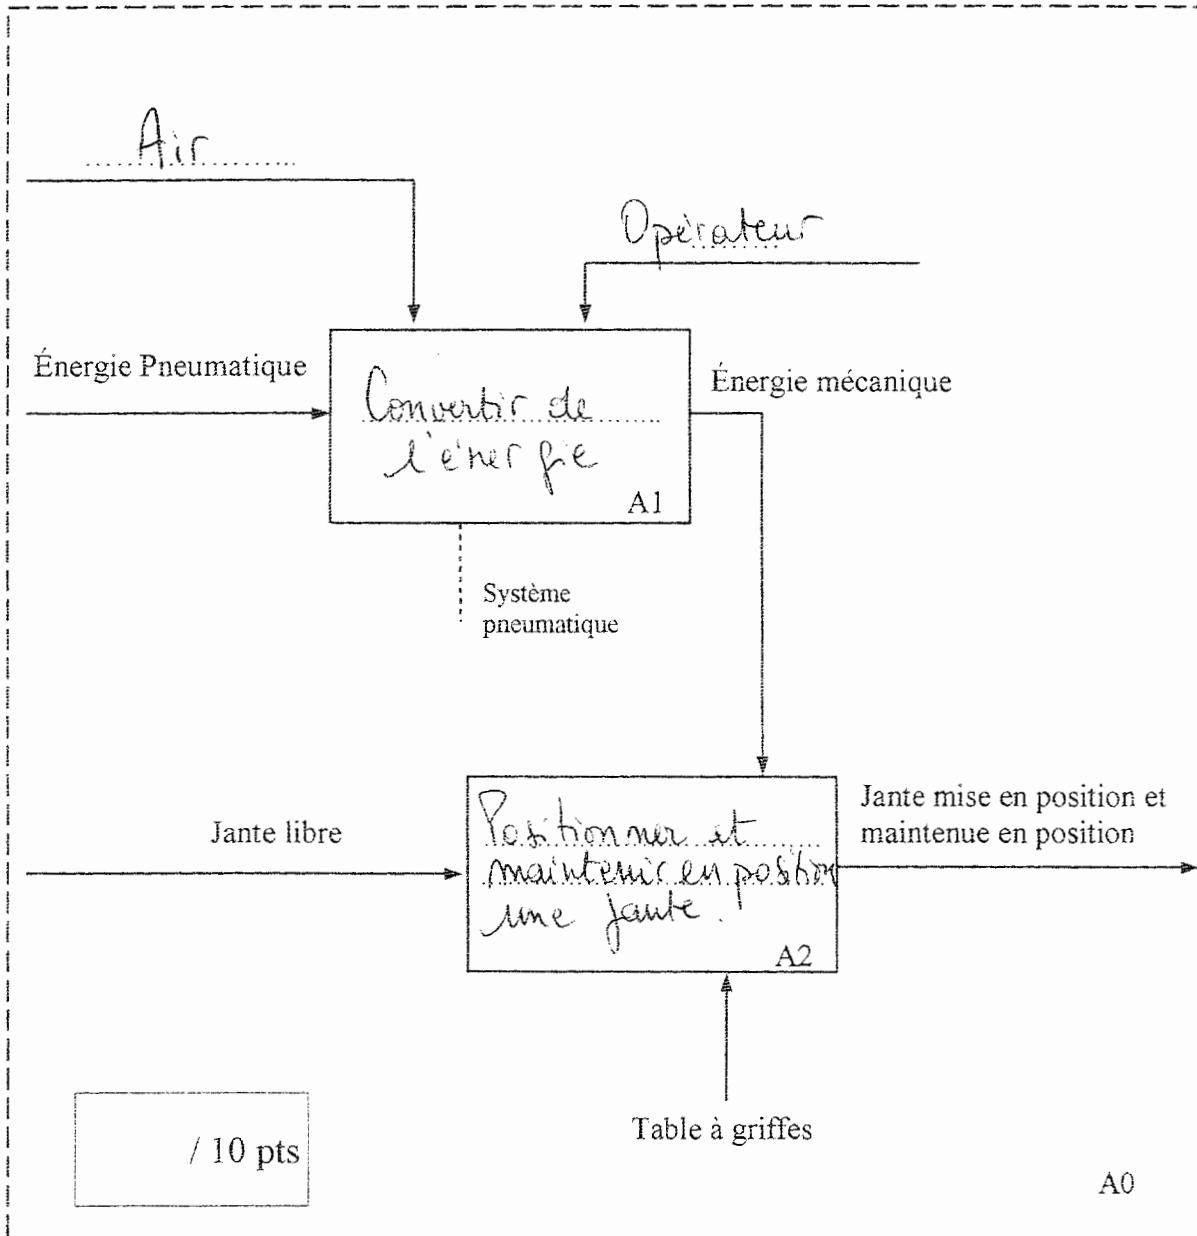 Air
Opérateur
Énergie Pneumatique
Convertir de
l'énergie
A1
Énergie mécanique
Système
pneumatique
Jante libre
Positionner et
maintenir en position
une jante.
A2
Jante mise en position et
maintenue en position
Table à griffes
/ 10 pts
A0